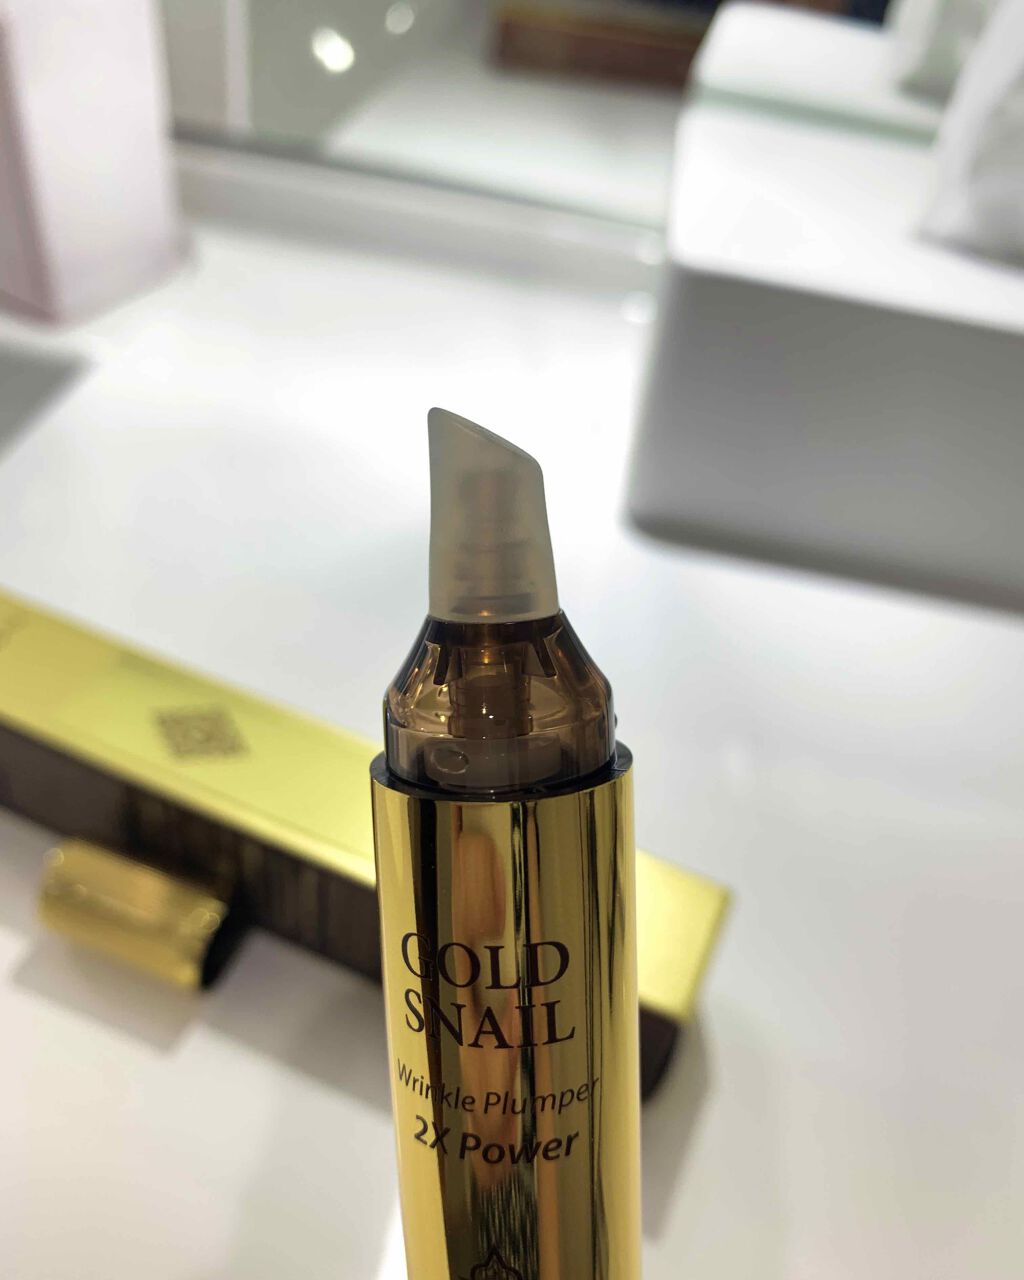 GOLD
SNAIL
Wrinkle Plumper
2X Power